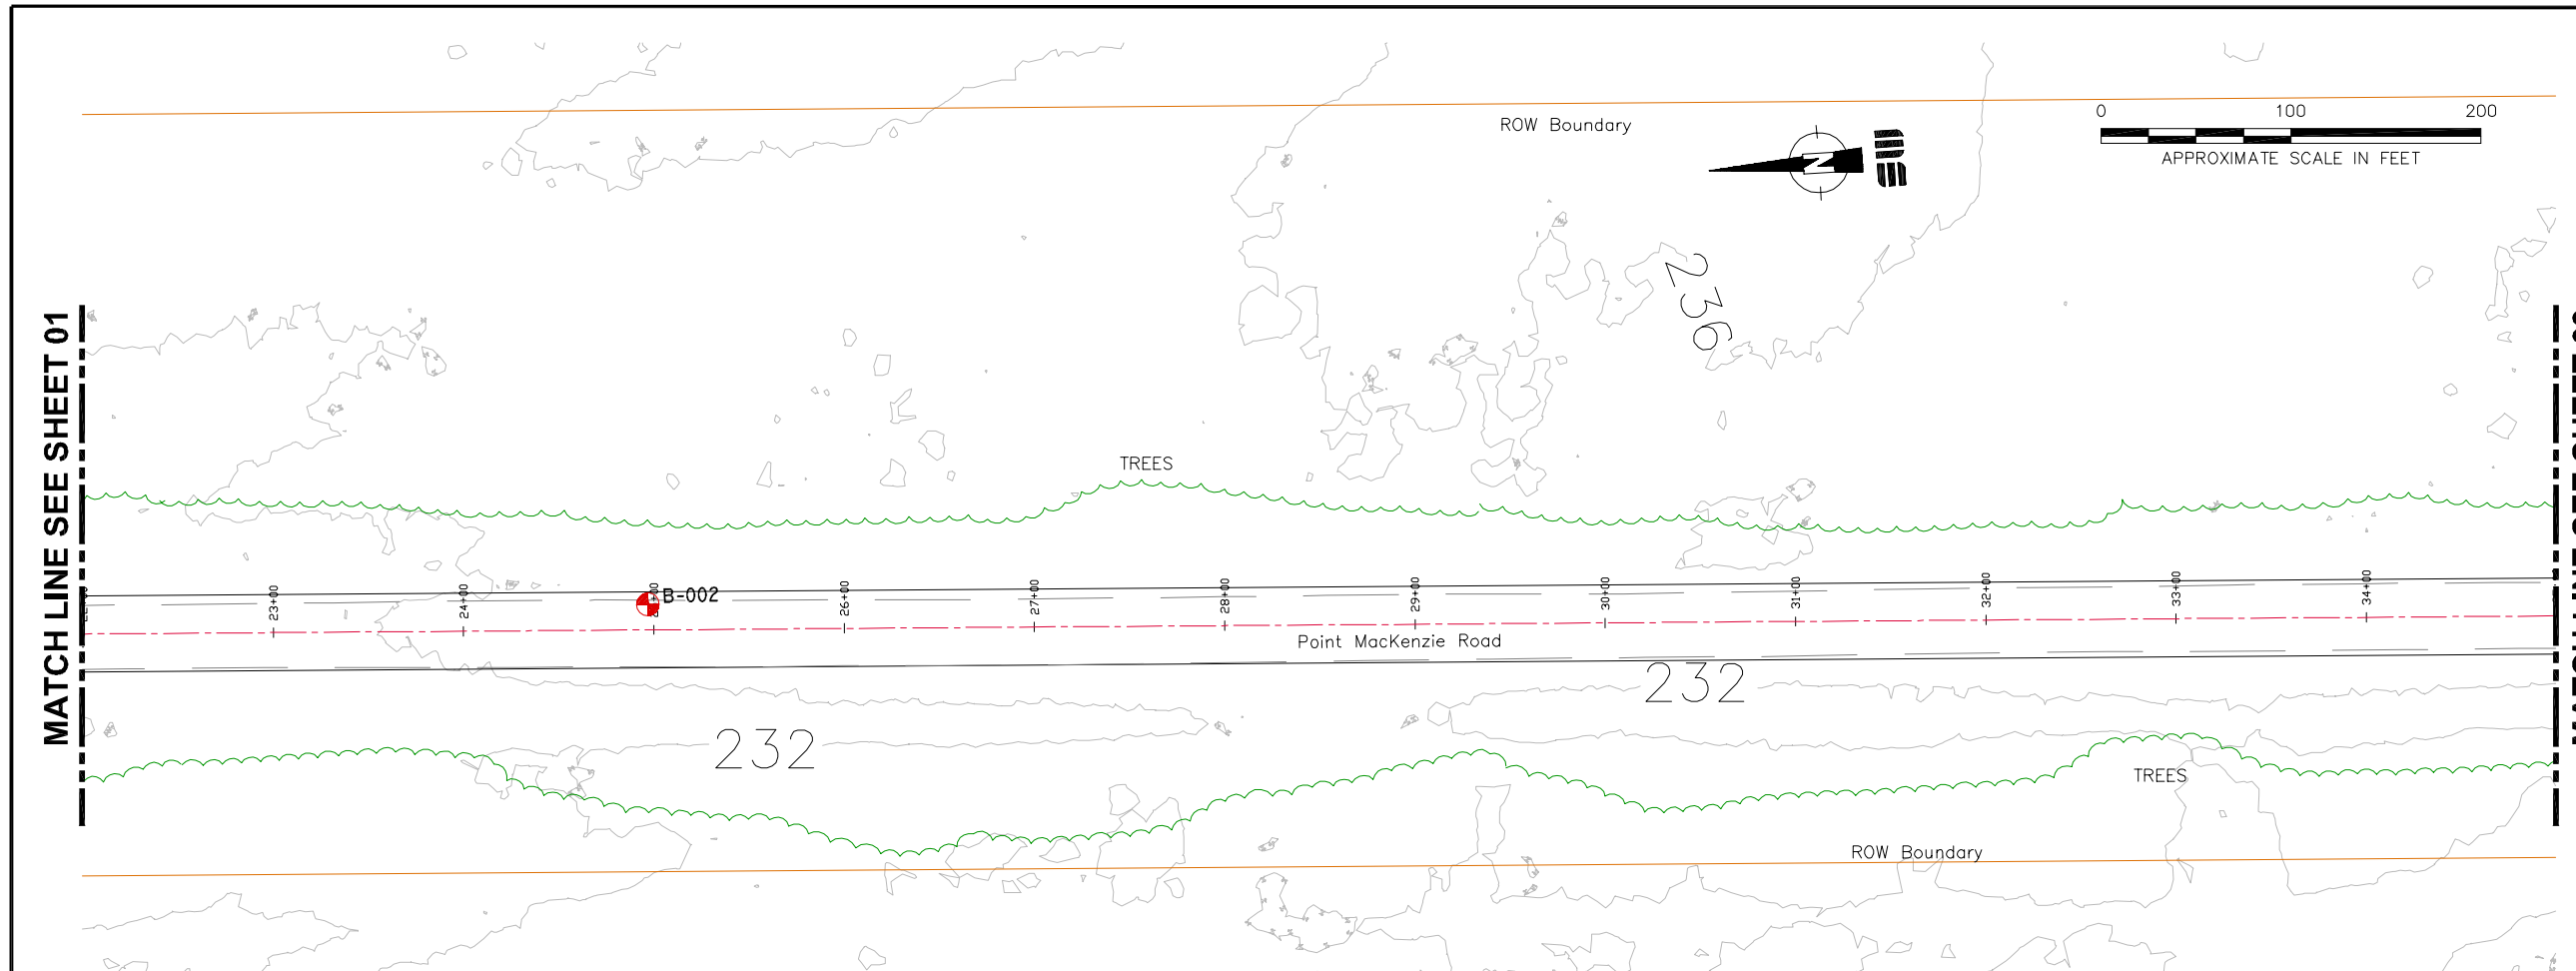 ROW Boundary
0 100 200
APPROXIMATE SCALE IN FEET
N
236
MATCH LINE SEE SHEET 01
TREES
B-002
23+00
24+00
26+00
27+00
28+00
29+00
30+00
31+00
32+00
33+00
34+00
Point MacKenzie Road
232
232
TREES
ROW Boundary